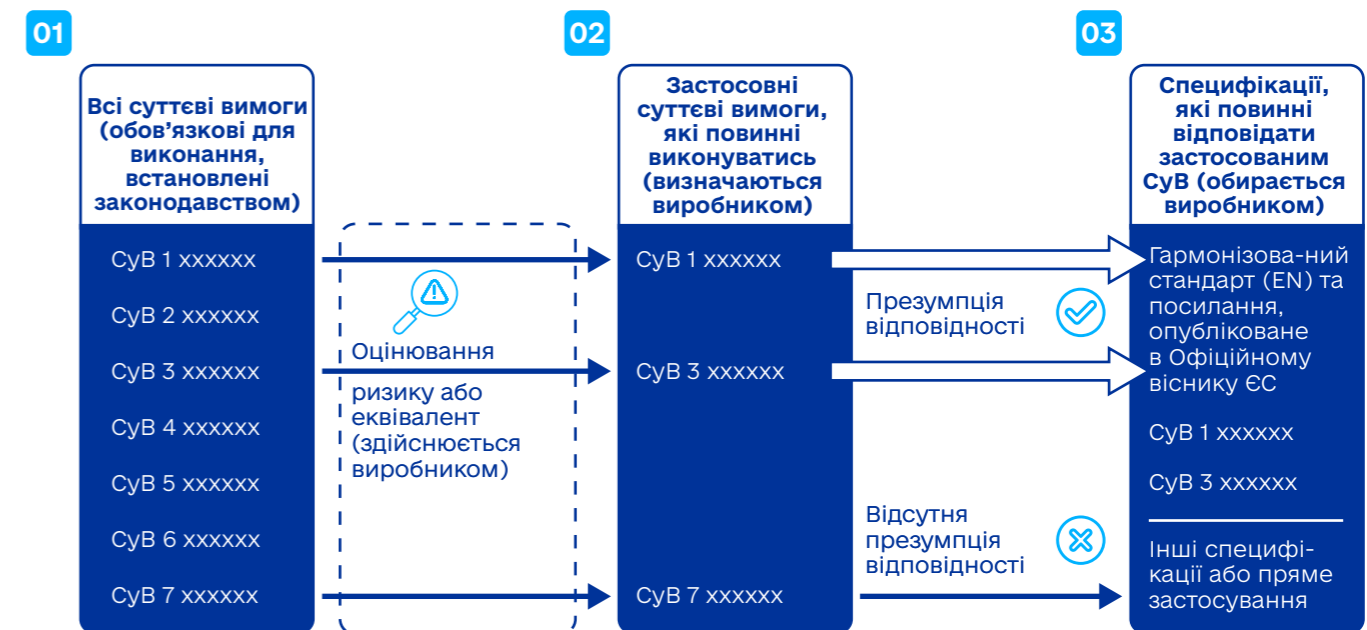 01
Всі суттєві вимоги
(обов’язкові для
виконання,
встановлені
законодавством)
СуВ 1 xxxxxx
СуВ 2 xxxxxx
СуВ 3 xxxxxx
СуВ 4 xxxxxx
СуВ 5 xxxxxx
СуВ 6 xxxxxx
СуВ 7 xxxxxx
Оцінювання
ризику або
еквівалент
(здійснюється
виробником)
02
Застосовні
суттєві вимоги,
які повинні
виконуватись
(визначаються
виробником)
СуВ 1 xxxxxx
СуВ 3 xxxxxx
СуВ 7 xxxxxx
Презумпція
відповідності
Відсутня
презумпція
відповідності
03
Специфікації,
які повинні
відповідати
застосованим
СуВ (обирається
виробником)
Гармонізова-ний
стандарт (EN) та
посилання,
опубліковане
в Офіційному
віснику ЄС
СуВ 1 xxxxxx
СуВ 3 xxxxxx
Інші специфі-
кації або пряме
застосування